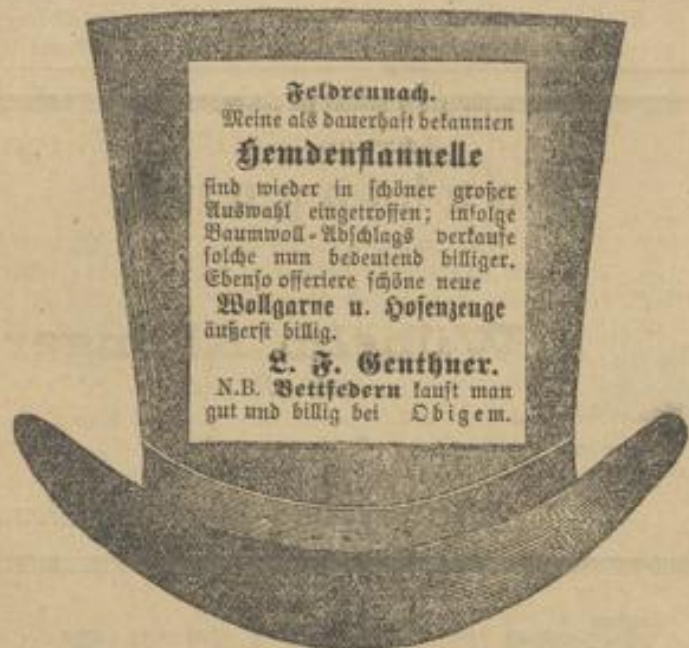 Feldrennach.
Meine als dauerhaft bekannten
Hemdenflannelle
sind wieder in schöner großer
Auswahl eingetroffen; infolge
Baumwoll-Abschlags verkaufe
solche nun bedeutend billiger.
Ebenso offeriere schöne neue
Wollgarne u. Hosenzeuge
äußerst billig.
L. F. Genthner.
N.B. Bettfedern kauft man
gut und billig bei Obigem.